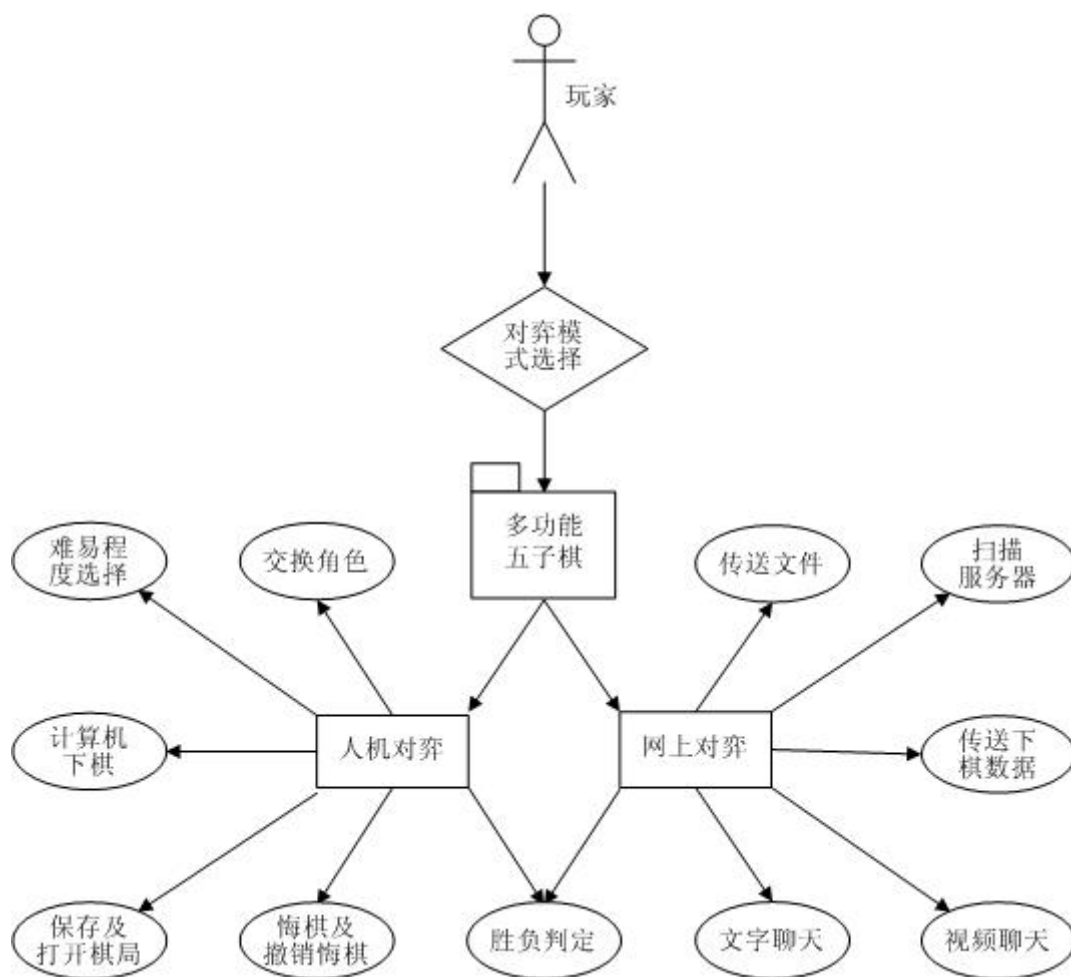 玩家
对弈模
式选择
多功能
五子棋
难易程
度选择
交换角色
传送文件
扫描
服务器
计算机
下棋
人机对弈
网上对弈
传送下
棋数据
保存及
打开棋局
悔棋及
撤销悔棋
胜负判定
文字聊天
视频聊天